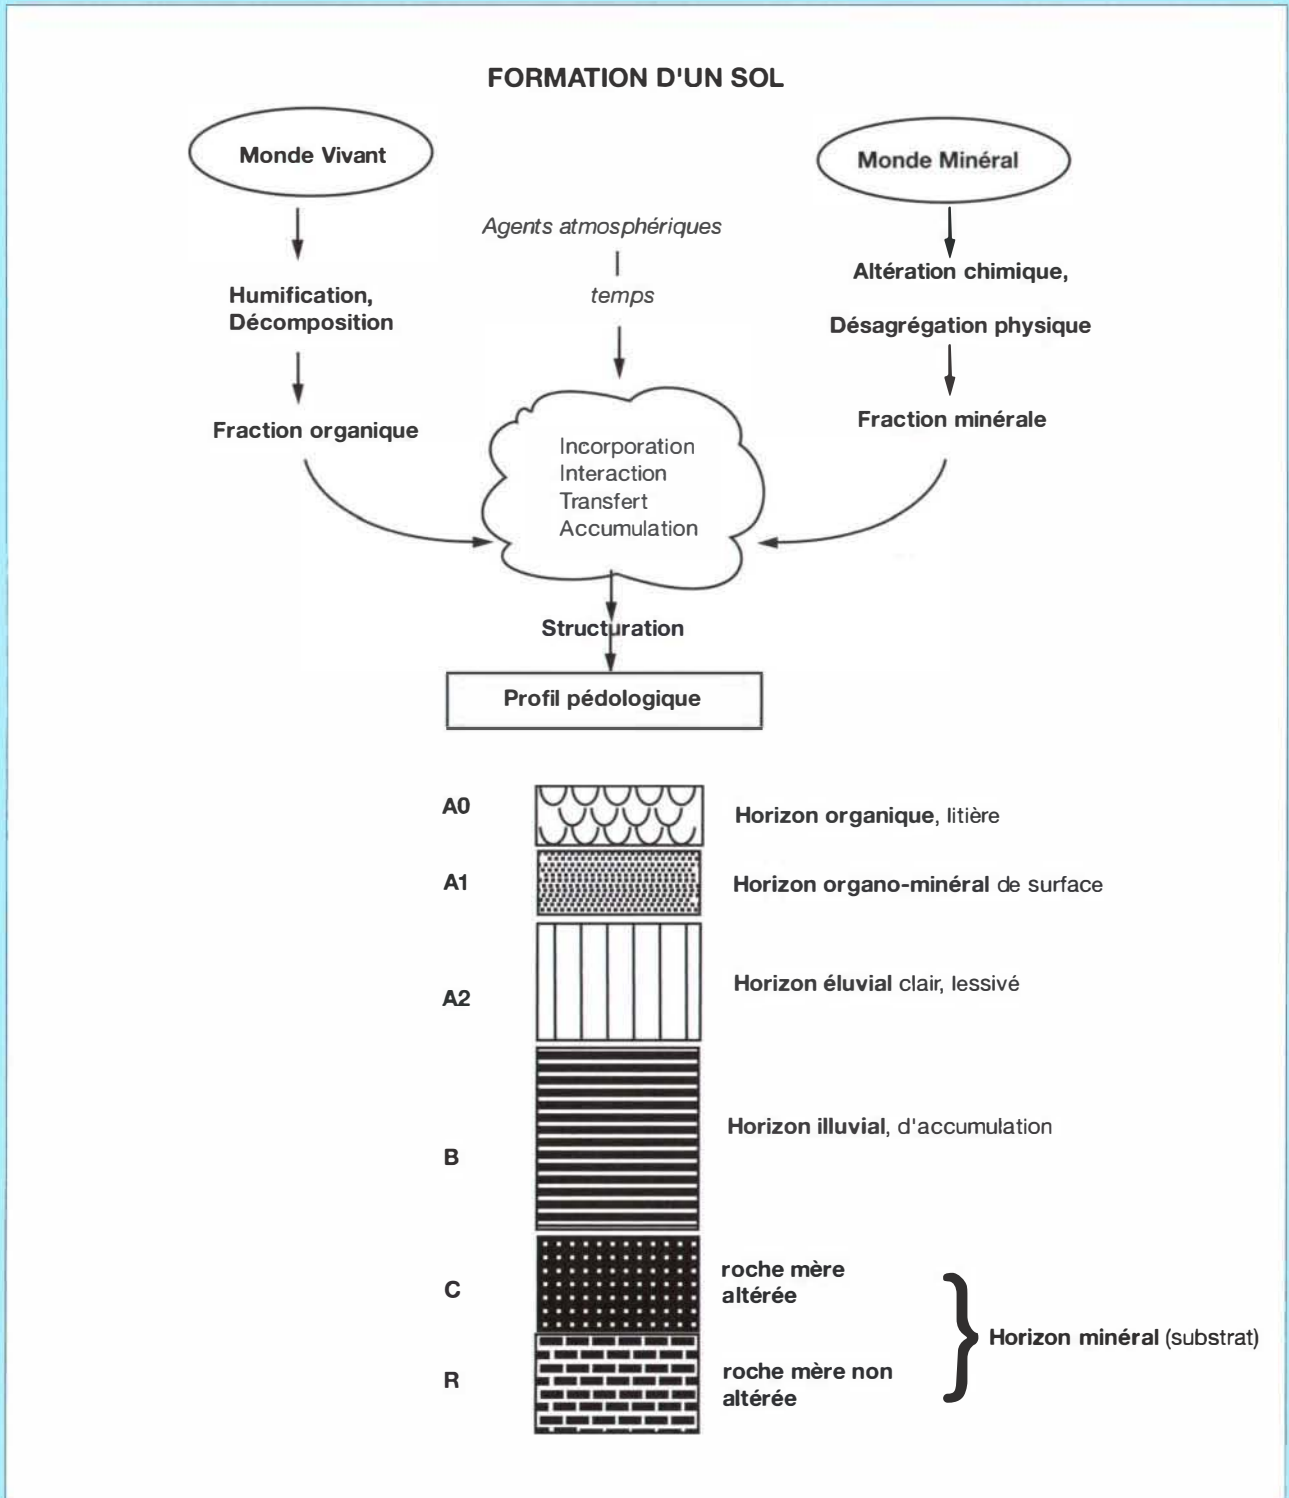 FORMATION D'UN SOL
Monde Vivant
Monde Minéral
Agents atmosphériques
temps
Humification,
Décomposition
Altération chimique,
Désagrégation physique
Fraction organique
Fraction minérale
Incorporation
Interaction
Transfert
Accumulation
Structuration
Profil pédologique
A0
Horizon organique, litière
A1
Horizon organo-minéral de surface
A2
Horizon éluvial clair, lessivé
B
Horizon illuvial, d'accumulation
C
roche mère
altérée
R
roche mère non
altérée
Horizon minéral (substrat)